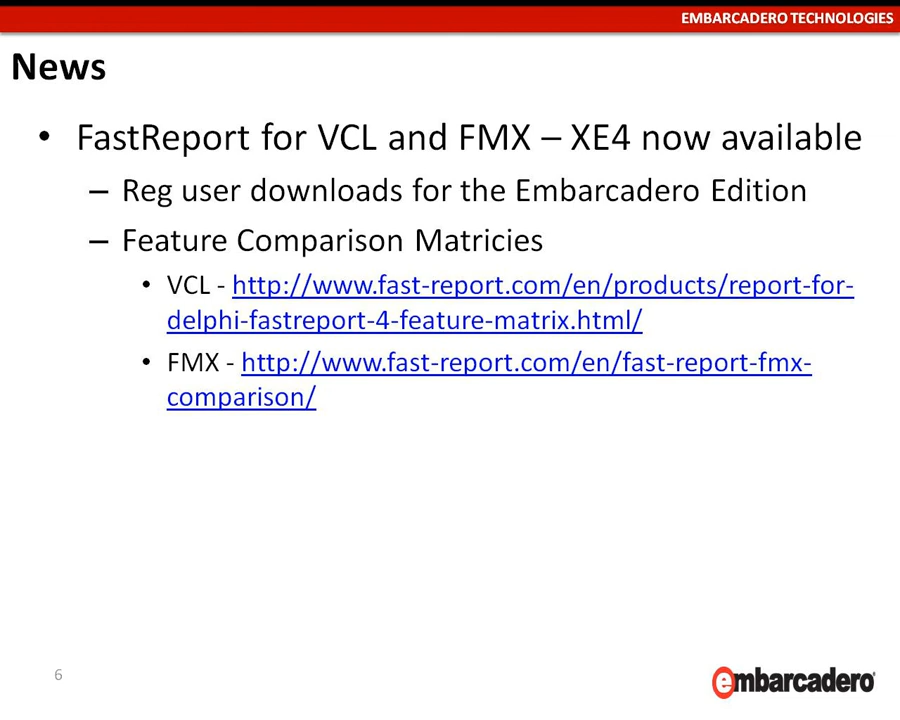 EMBARCADERO TECHNOLOGIES
News
• FastReport for VCL and FMX – XE4 now available
– Reg user downloads for the Embarcadero Edition
– Feature Comparison Matricies
• VCL - http://www.fast-report.com/en/products/report-for-
delphi-fastreport-4-feature-matrix.html/
• FMX - http://www.fast-report.com/en/fast-report-fmx-
comparison/
6
embarcadero